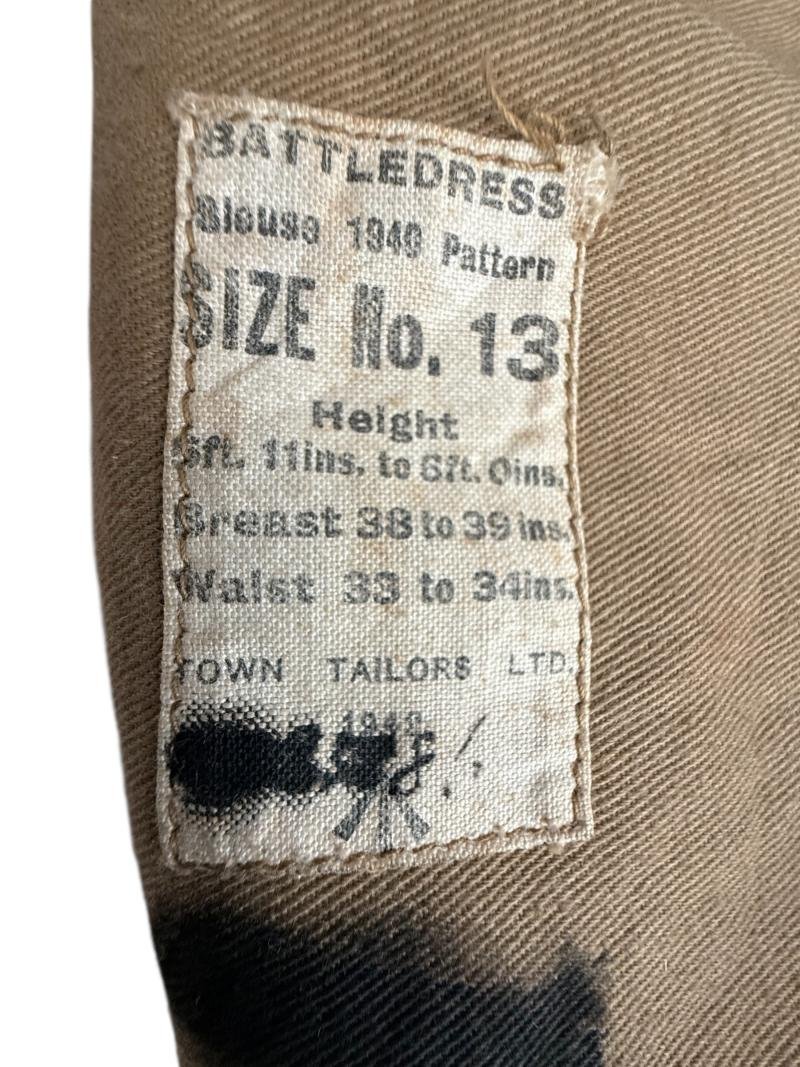 BATTLEDRESS
Blouse 1940 Pattern
SIZE No. 13
Height
5ft. 11ins. to 6ft. 0ins.
Breast 38 to 39 ins.
Waist 33 to 34ins.
TOWN TAILORS LTD.